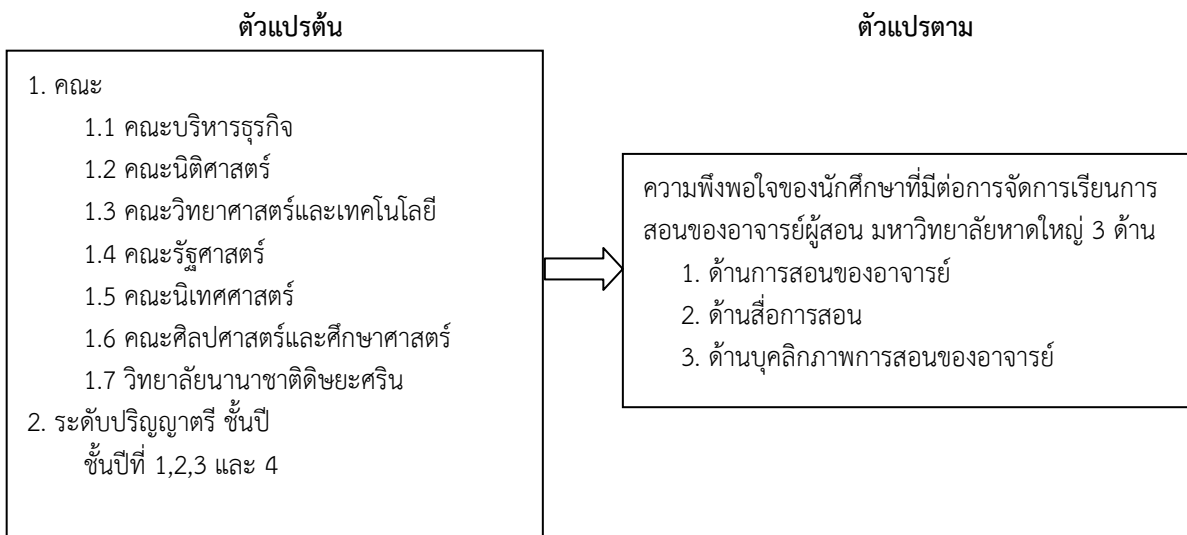 ตัวแปรต้น
1. คณะ
1.1 คณะบริหารธุรกิจ
1.2 คณะนิติศาสตร์
1.3 คณะวิทยาศาสตร์และเทคโนโลยี
1.4 คณะรัฐศาสตร์
1.5 คณะนิเทศศาสตร์
1.6 คณะศิลปศาสตร์และศึกษาศาสตร์
1.7 วิทยาลัยนานาชาติดิษยะศริน
2. ระดับปริญญาตรี ชั้นปี
ชั้นปีที่ 1,2,3 และ 4
ตัวแปรตาม
ความพึงพอใจของนักศึกษาที่มีต่อการจัดการเรียนการ
สอนของอาจารย์ผู้สอน มหาวิทยาลัยหาดใหญ่ 3 ด้าน
1. ด้านการสอนของอาจารย์
2. ด้านสื่อการสอน
3. ด้านบุคลิกภาพการสอนของอาจารย์